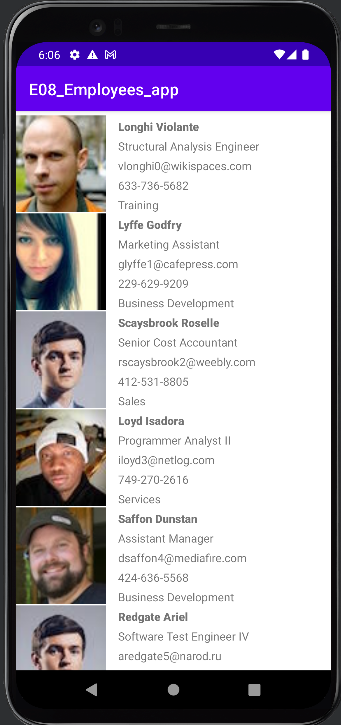 6:06
E08_Employees_app
Longhi Violante
Structural Analysis Engineer
vlonghi0@wikispaces.com
633-736-5682
Training
Lyffe Godfry
Marketing Assistant
glyffe1@cafepress.com
229-629-9209
Business Development
Scaysbrook Roselle
Senior Cost Accountant
rscaysbrook2@weebly.com
412-531-8805
Sales
Loyd Isadora
Programmer Analyst II
iloyd3@netlog.com
749-270-2616
Services
Saffon Dunstan
Assistant Manager
dsaffon4@mediafire.com
424-636-5568
Business Development
Redgate Ariel
Software Test Engineer IV
aredgate5@narod.ru